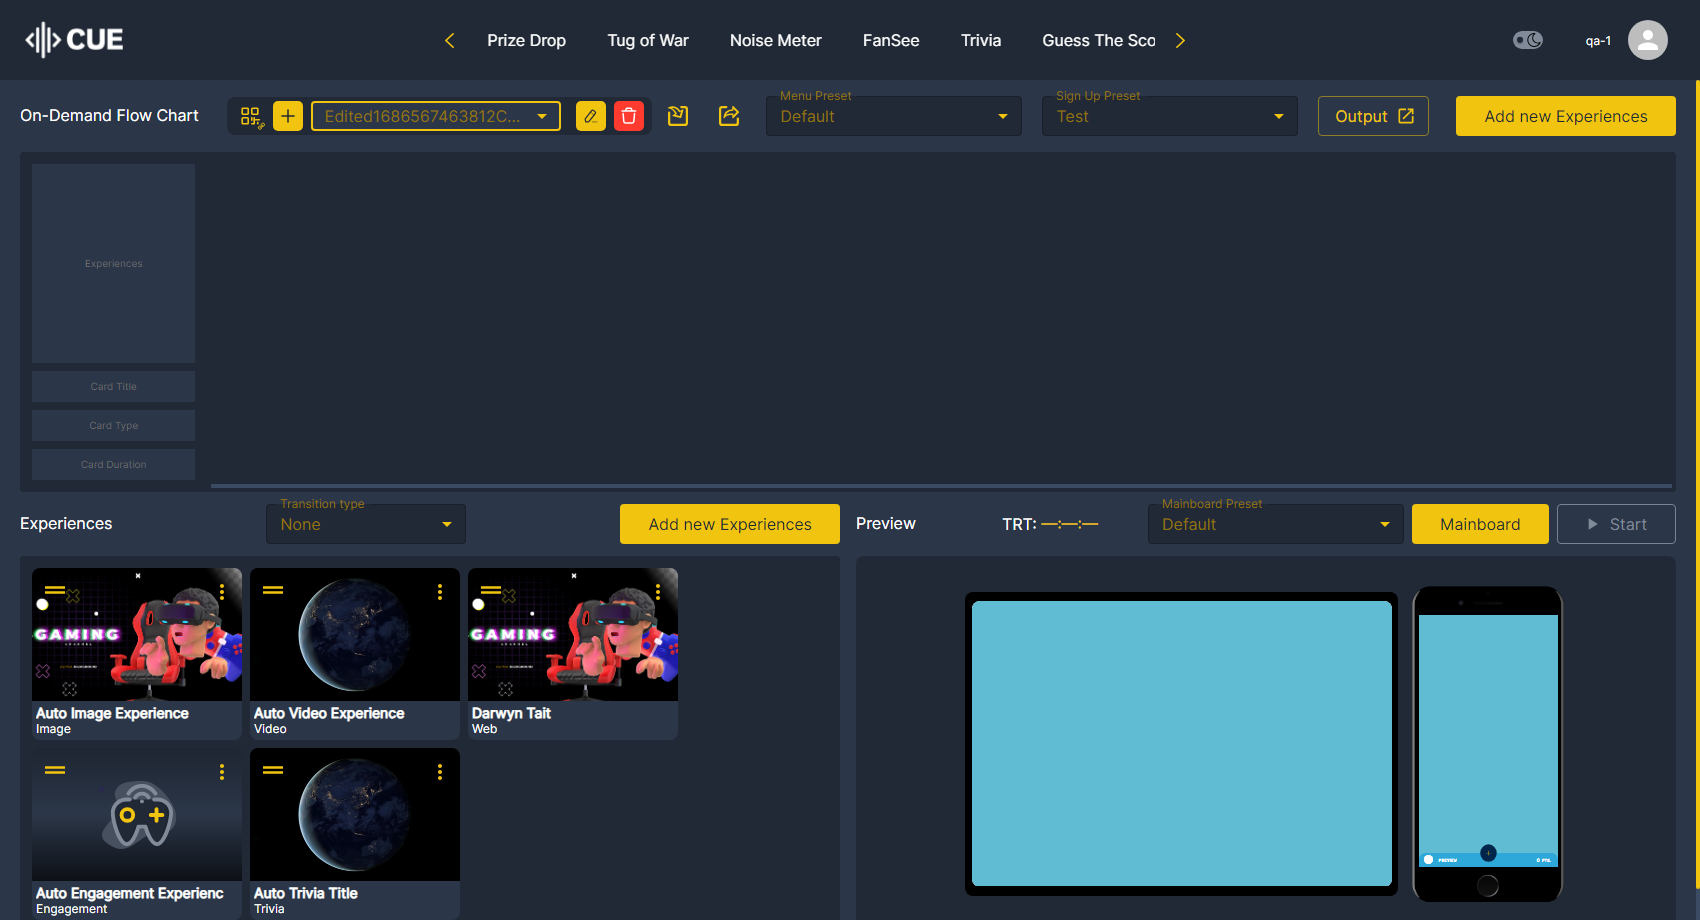 CUE
Prize Drop
Tug of War
Noise Meter
FanSee
Trivia
Guess The Sco
qa-1
On-Demand Flow Chart
Edited1686567463812C...
Menu Preset
Default
Sign Up Preset
Test
Output
Add new Experiences
Experiences
Card Title
Card Type
Card Duration
Experiences
Transition type
None
Add new Experiences
Preview
TRT: —:—:—
Mainboard Preset
Default
Mainboard
Start
GAMING
GAMING
Auto Image Experience
Image
Auto Video Experience
Video
Darwyn Tait
Web
PREVIEW
0 PTS.
Auto Engagement Experienc
Engagement
Auto Trivia Title
Trivia